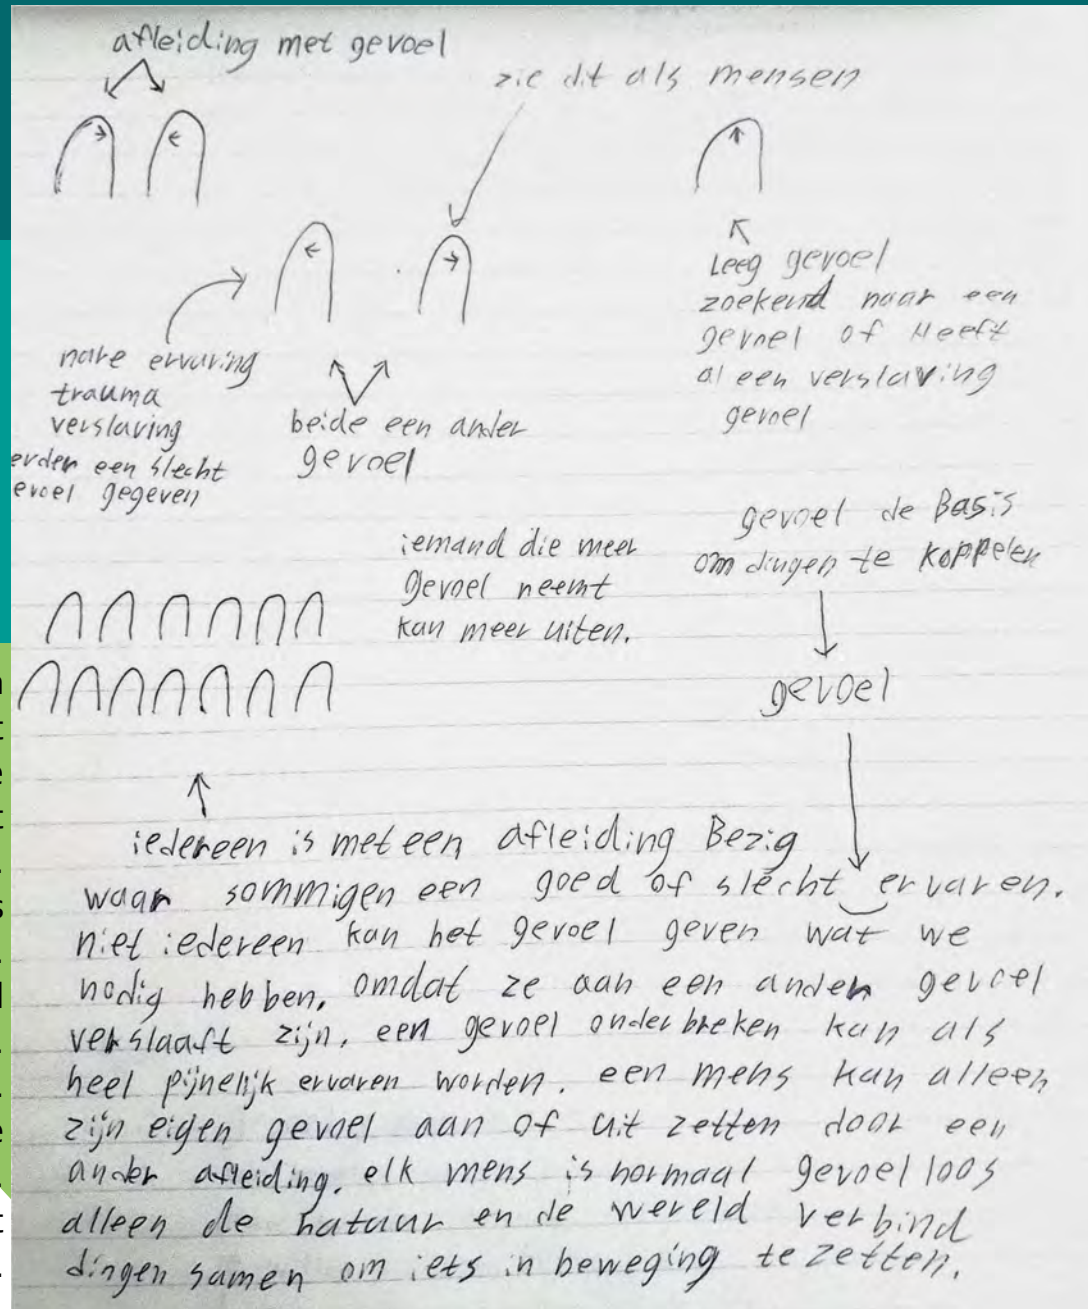 afleiding met gevoel
zie dit als mensen
Leeg gevoel
zoekend naar een
gevoel of Heeft
al een verslaving
gevoel
nare ervaring
trauma
verslaving
erder een slecht
evoel gegeven
beide een ander
gevoel
iemand die meer
gevoel neemt
kan meer uiten.
gevoel de Basis
om dingen te koppelen
gevoel
iedereen is met een afleiding Bezig
waar sommigen een goed of slecht ervaren.
niet iedereen kan het gevoel geven wat we
nodig hebben, omdat ze aan een ander gevoel
verslaaft zijn. een gevoel onderbreken kan als
heel pijnelijk ervaren worden. een mens kan alleen
zijn eigen gevoel aan of uit zetten door een
ander afleiding. elk mens is normaal gevoelloos
alleen de natuur en de wereld verbind
dingen samen om iets in beweging te zetten.